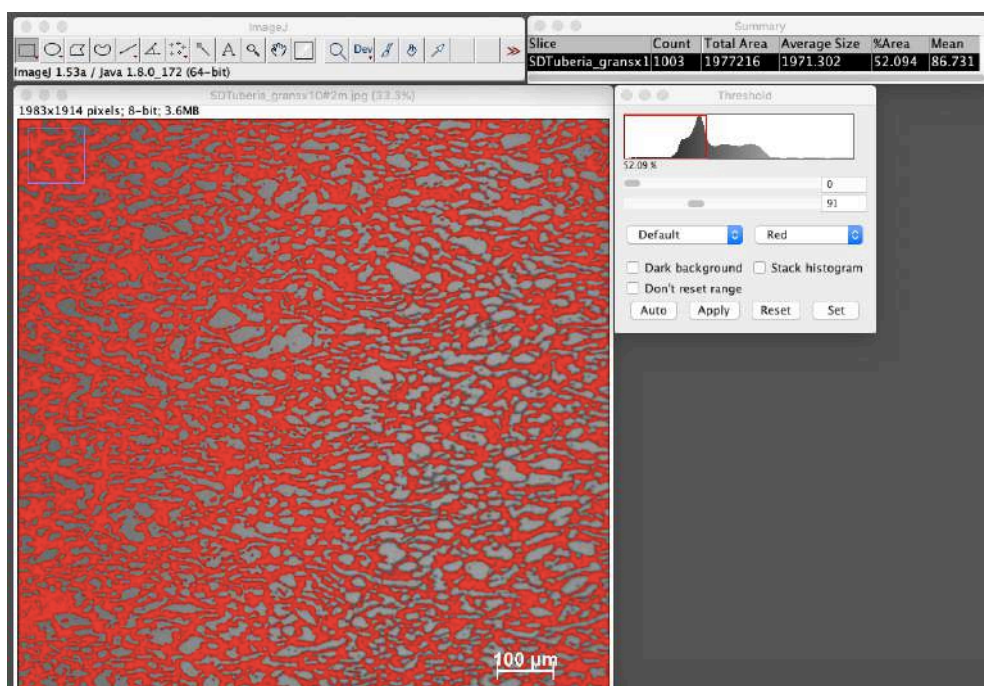 ImageJ
Dev
ImageJ 1.53a / Java 1.8.0_172 (64-bit)
Summary
Slice Count Total Area Average Size %Area Mean
SDTuberia_gransx1 1003 1977216 1971.302 52.094 86.731
SDTuberia_gransx10#2m.jpg (33.3%)
1983x1914 pixels; 8-bit; 3.6MB
Threshold
52.09 %
0
91
Default Red
Dark background Stack histogram
Don't reset range
Auto Apply Reset Set
100 µm